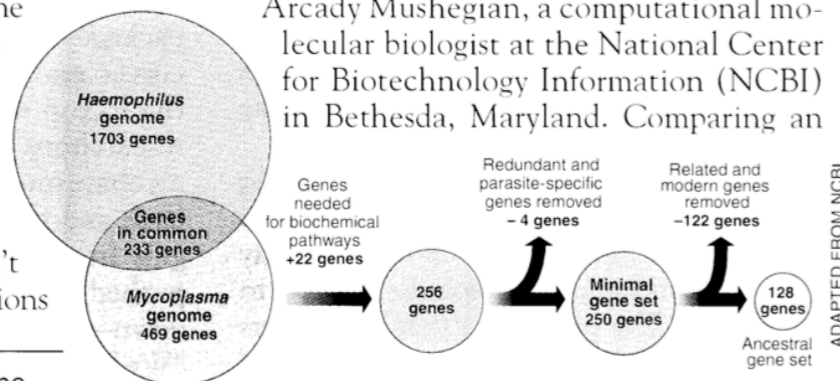 ne
Arcady Mushegian, a computational mo-
lecular biologist at the National Center
for Biotechnology Information (NCBI)
in Bethesda, Maryland. Comparing an
't
ions
Haemophilus
genome
1703 genes
Genes
in common
233 genes
Mycoplasma
genome
469 genes
Genes
needed
for biochemical
pathways
+22 genes
256
genes
Redundant and
parasite-specific
genes removed
– 4 genes
Minimal
gene set
250 genes
Related and
modern genes
removed
–122 genes
128
genes
Ancestral
gene set
ADAPTED FROM NCBI